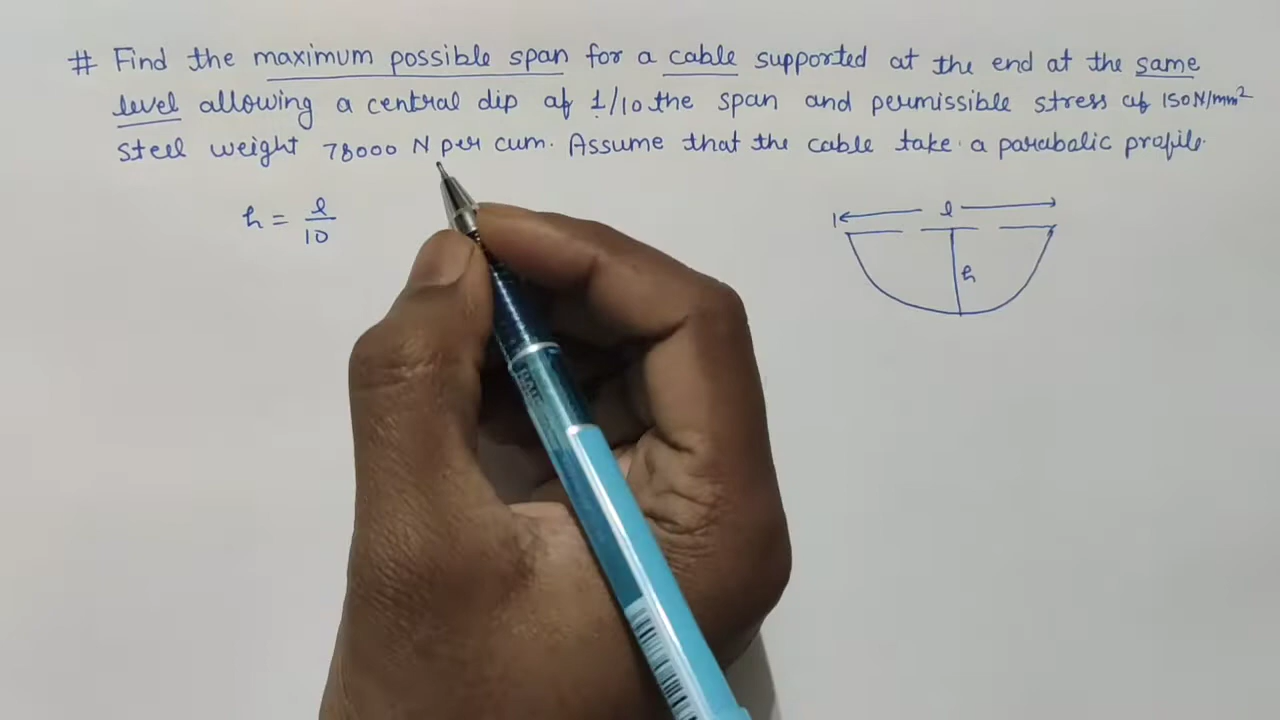 # Find the maximum possible span for a cable supported at the end at the same
level allowing a central dip of 1/10 the span and permissible stress of 150N/mm²
Steel weight 78000 N per cum. Assume that the cable take a parabolic profile.
h = l/10
l
h